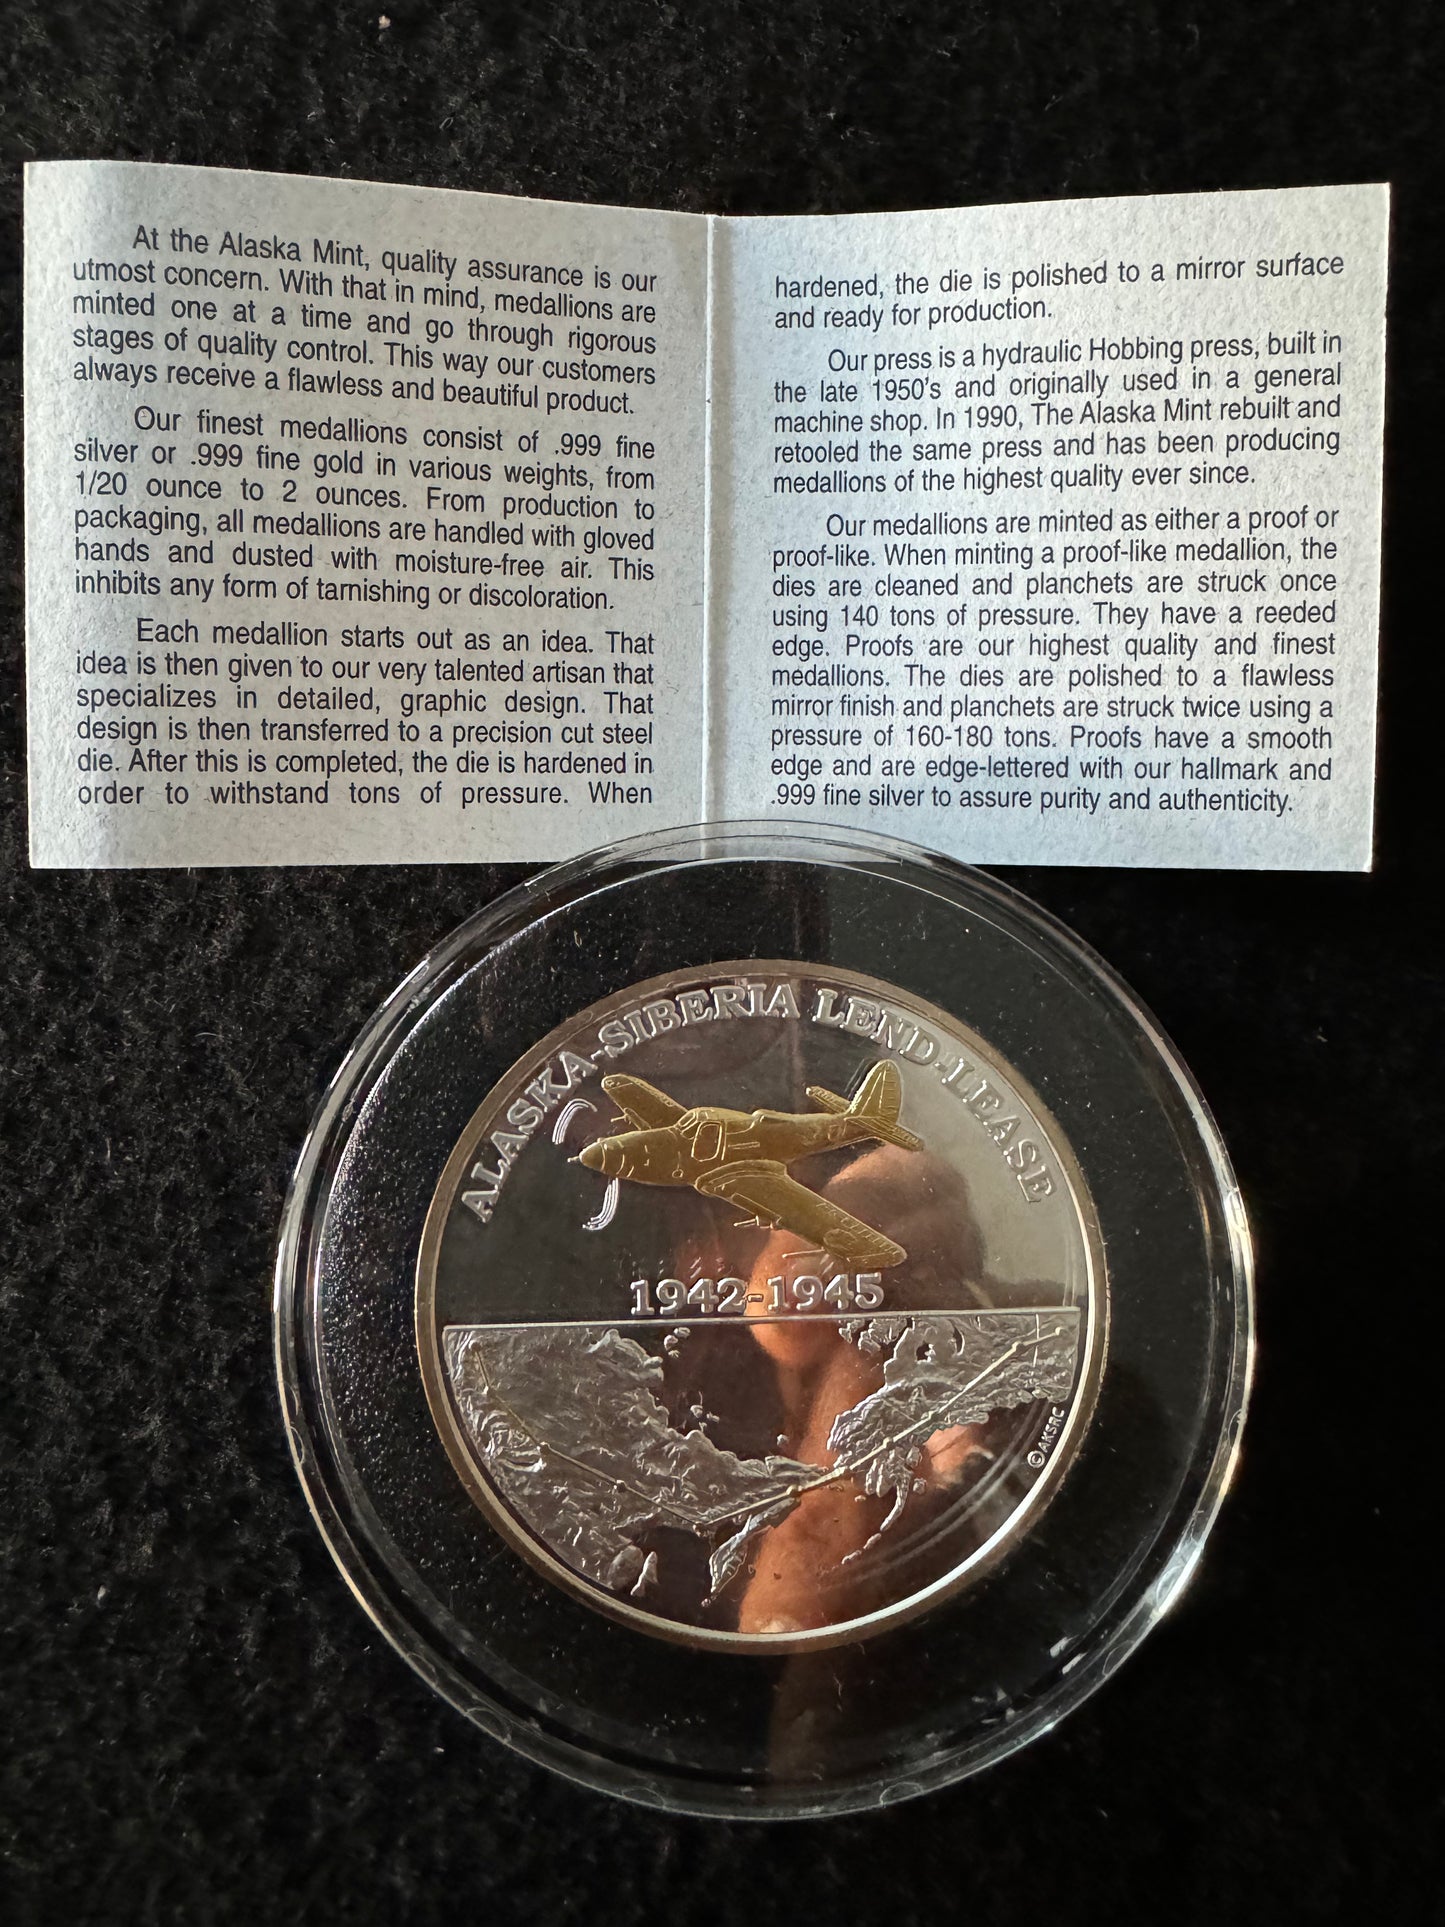 At the Alaska Mint, quality assurance is our
utmost concern. With that in mind, medallions are
minted one at a time and go through rigorous
stages of quality control. This way our customers
always receive a flawless and beautiful product.
Our finest medallions consist of .999 fine
silver or .999 fine gold in various weights, from
1/20 ounce to 2 ounces. From production to
packaging, all medallions are handled with gloved
hands and dusted with moisture-free air. This
inhibits any form of tarnishing or discoloration.
Each medallion starts out as an idea. That
idea is then given to our very talented artisan that
specializes in detailed, graphic design. That
design is then transferred to a precision cut steel
die. After this is completed, the die is hardened in
order to withstand tons of pressure. When
hardened, the die is polished to a mirror surface
and ready for production.
Our press is a hydraulic Hobbing press, built in
the late 1950's and originally used in a general
machine shop. In 1990, The Alaska Mint rebuilt and
retooled the same press and has been producing
medallions of the highest quality ever since.
Our medallions are minted as either a proof or
proof-like. When minting a proof-like medallion, the
dies are cleaned and planchets are struck once
using 140 tons of pressure. They have a reeded
edge. Proofs are our highest quality and finest
medallions. The dies are polished to a flawless
mirror finish and planchets are struck twice using a
pressure of 160-180 tons. Proofs have a smooth
edge and are edge-lettered with our hallmark and
.999 fine silver to assure purity and authenticity.
ALASKA-SIBERIA LEND-LEASE
1942-1945
©AKSRC